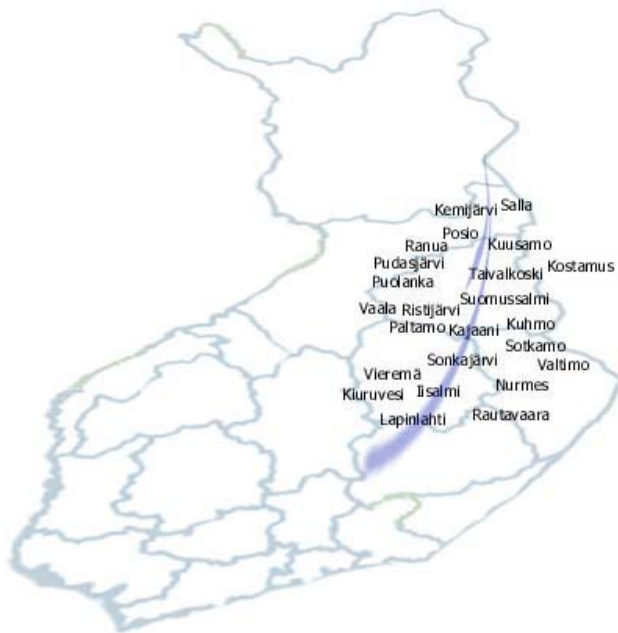 Kemijärvi Salla
Posio
Ranua Kuusamo
Pudasjärvi Kostamus
Puolanka Taivalkoski
Suomussalmi
Vaala Ristijärvi
Paltamo Kajaani Kuhmo
Sotkamo
Sonkajärvi Valtimo
Vieremä
Kiuruvesi Iisalmi Nurmes
Lapinlahti Rautavaara